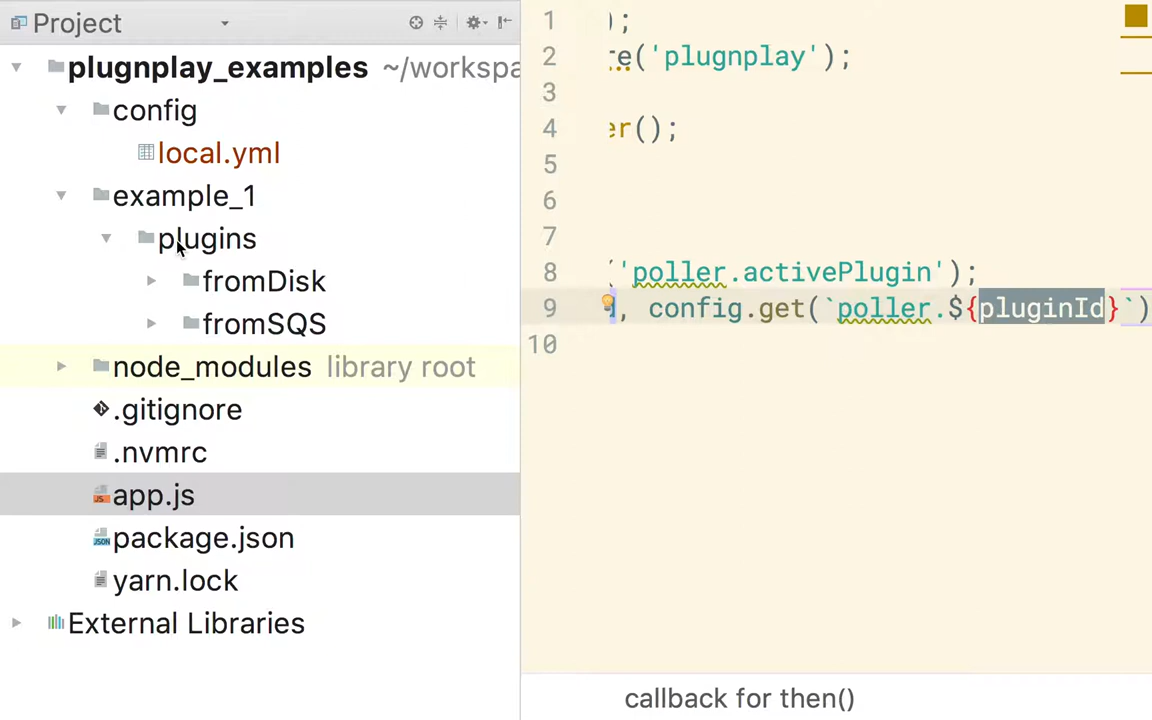 Project
plugnplay_examples ~/workspa
config
local.yml
example_1
plugins
fromDisk
fromSQS
node_modules library root
.gitignore
.nvmrc
app.js
package.json
yarn.lock
External Libraries
1 );
2 re('plugnplay');
3
4 er();
5
6
7
8 ('poller.activePlugin');
9 d, config.get(`poller.${pluginId}`)
10
callback for then()